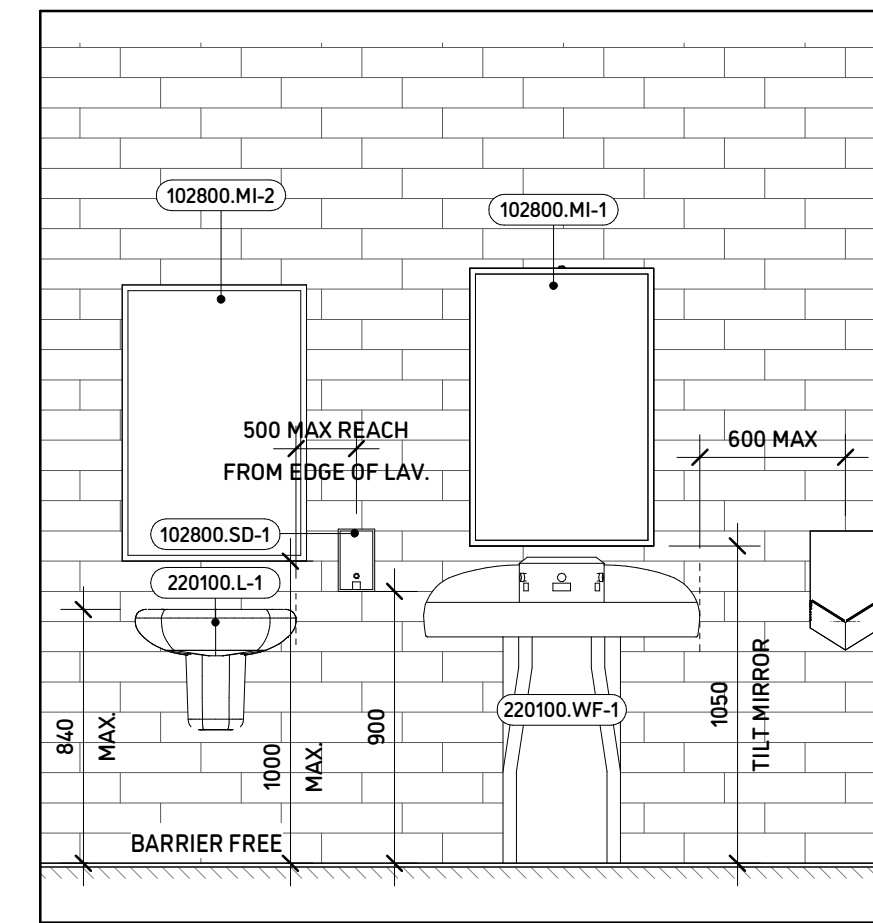 102800.MI-2
102800.MI-1
500 MAX REACH
FROM EDGE OF LAV.
600 MAX
102800.SD-1
220100.L-1
220100.WF-1
840
MAX.
1000
MAX.
900
1050
TILT MIRROR
BARRIER FREE